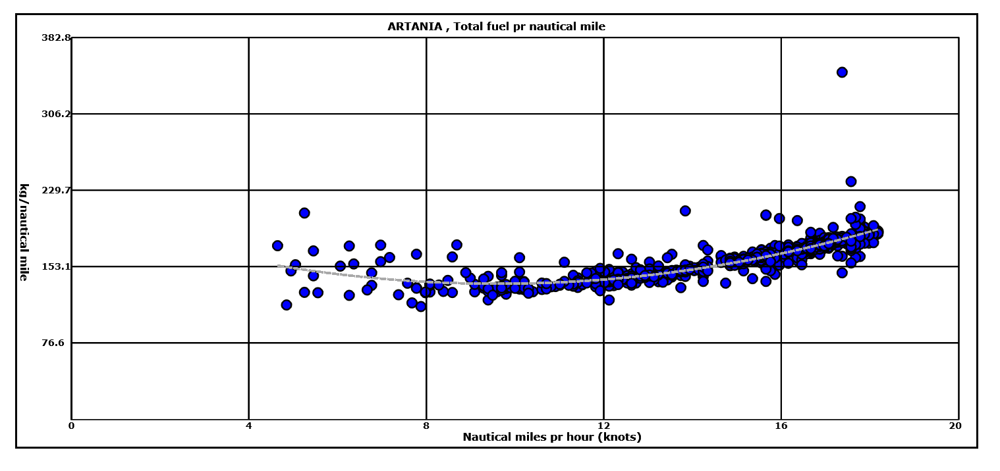 ARTANIA , Total fuel pr nautical mile
382.8
306.2
229.7
153.1
76.6
kg/nautical mile
0 4 8 12 16 20
Nautical miles pr hour (knots)